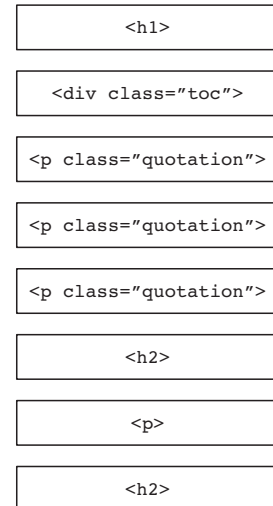 <h1>
<div class=”toc”>
<p class=”quotation”>
<p class=”quotation”>
<p class=”quotation”>
<h2>
<p>
<h2>